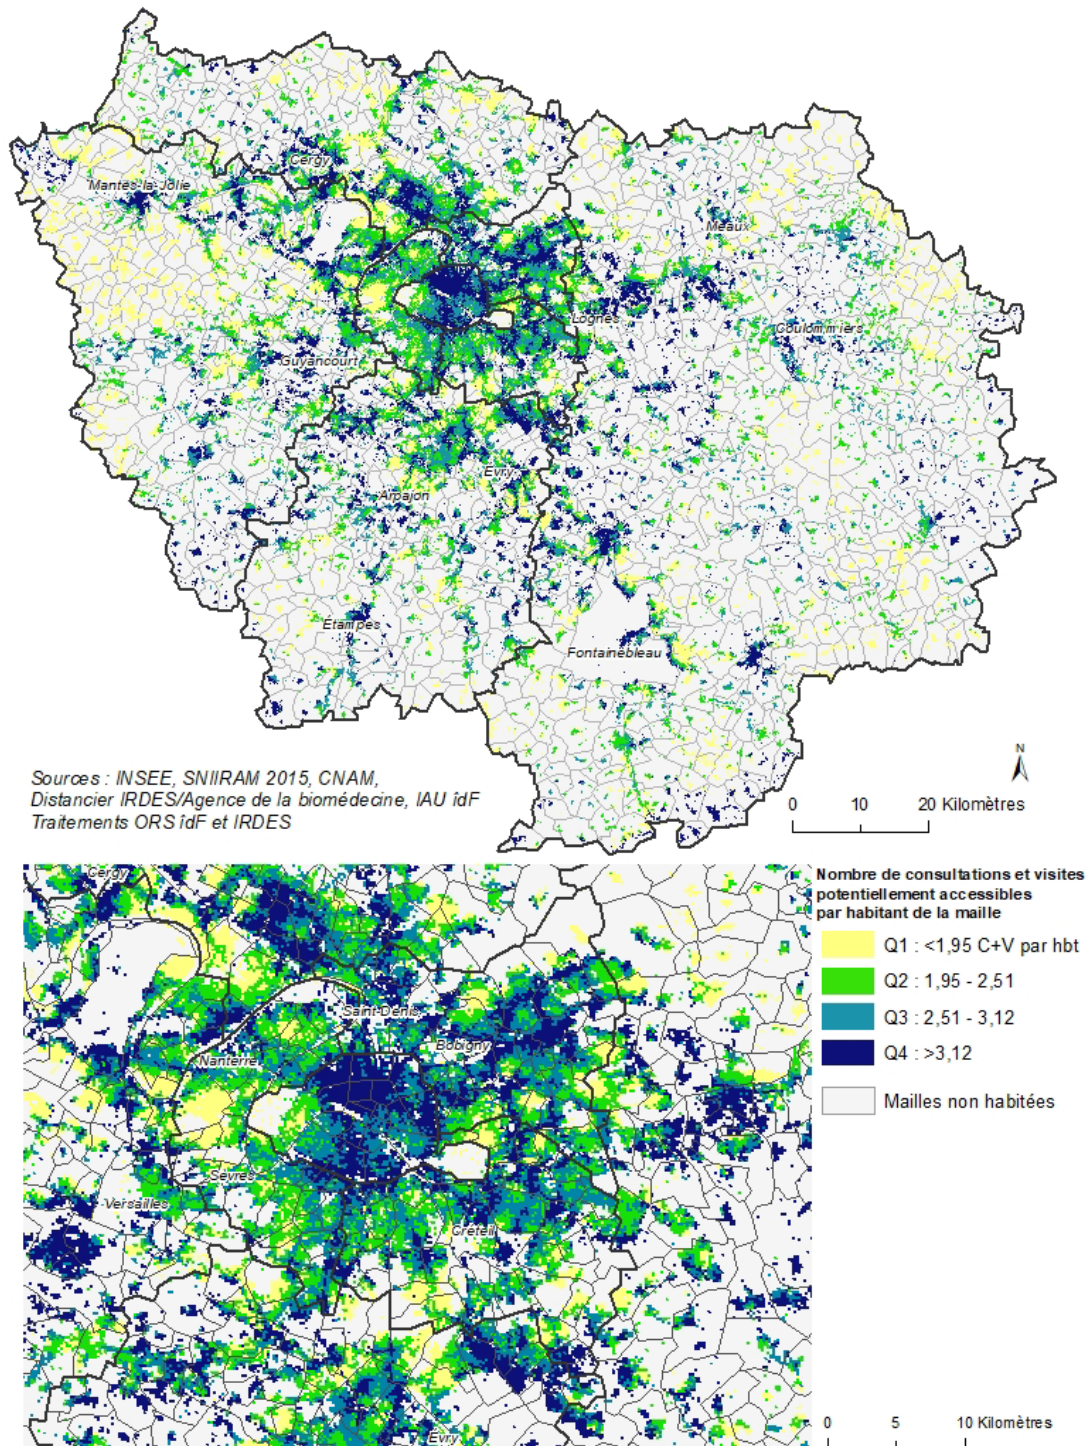 Cergy
Mantes-la-Jolie
Meaux
Lognes
Coulommiers
Guyancourt
Evry
Arpajon
Etampes
Fontainebleau
Sources : INSEE, SNIIRAM 2015, CNAM,
Distancier IRDES/Agence de la biomédecine, IAU îdF
Traitements ORS îdF et IRDES
N
0 10 20 Kilomètres
Cergy
Saint-Denis
Bobigny
Nanterre
Sèvres
Versailles
Créteil
Evry
Nombre de consultations et visites
potentiellement accessibles
par habitant de la maille
Q1 : <1,95 C+V par hbt
Q2 : 1,95 - 2,51
Q3 : 2,51 - 3,12
Q4 : >3,12
Mailles non habitées
0 5 10 Kilomètres